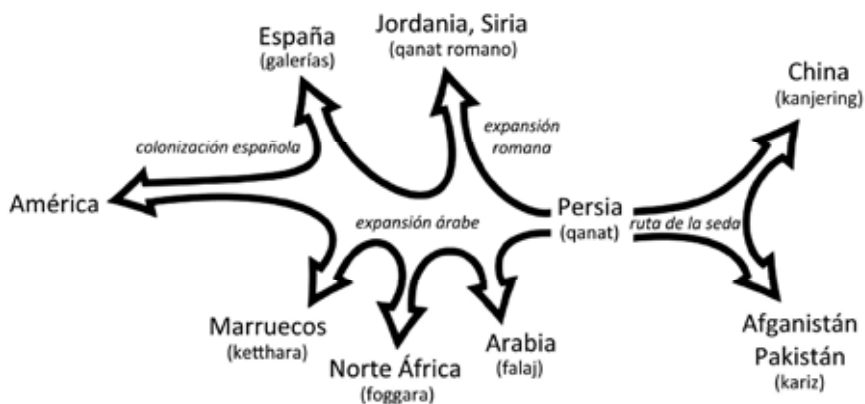 España
(galerías)
Jordania, Siria
(qanat romano)
China
(kanjering)
colonización española
expansión
romana
América
expansión árabe
Persia
(qanat)
ruta de la seda
Marruecos
(ketthara)
Norte África
(foggara)
Arabia
(falaj)
Afganistán
Pakistán
(kariz)